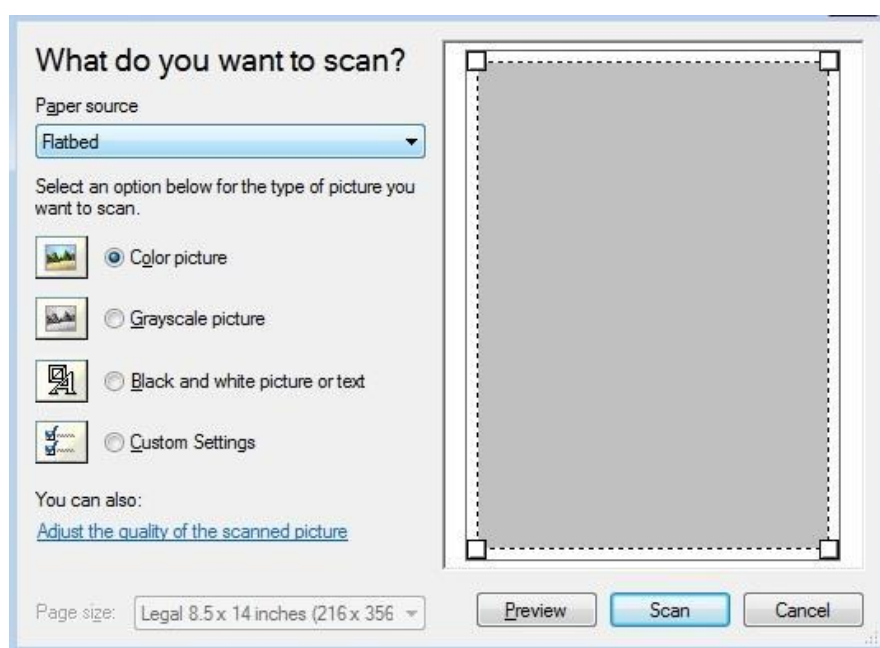 What do you want to scan?
Paper source
Flatbed
Select an option below for the type of picture you
want to scan.
Color picture
Grayscale picture
Black and white picture or text
Custom Settings
You can also:
Adjust the quality of the scanned picture
Page size: Legal 8.5 x 14 inches (216 x 356
Preview Scan Cancel